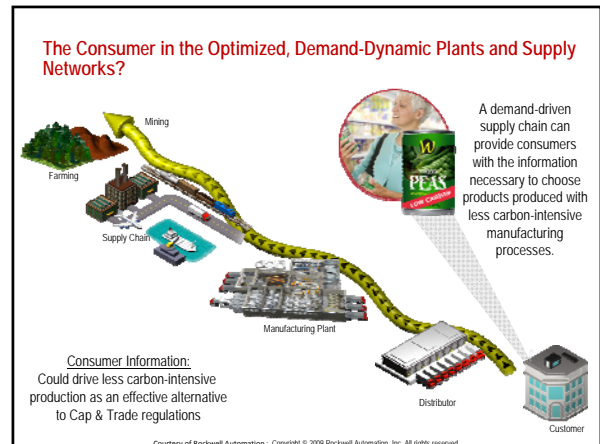 The Consumer in the Optimized, Demand-Dynamic Plants and Supply
Networks?
Mining
Farming
Supply Chain
Manufacturing Plant
Distributor
Customer
W
PEAS
LOW CARBON
A demand-driven
supply chain can
provide consumers
with the information
necessary to choose
products produced with
less carbon-intensive
manufacturing
processes.
Consumer Information:
Could drive less carbon-intensive
production as an effective alternative
to Cap & Trade regulations
Courtesy of Rockwell Automation : Copyright © 2009 Rockwell Automation, Inc. All rights reserved.